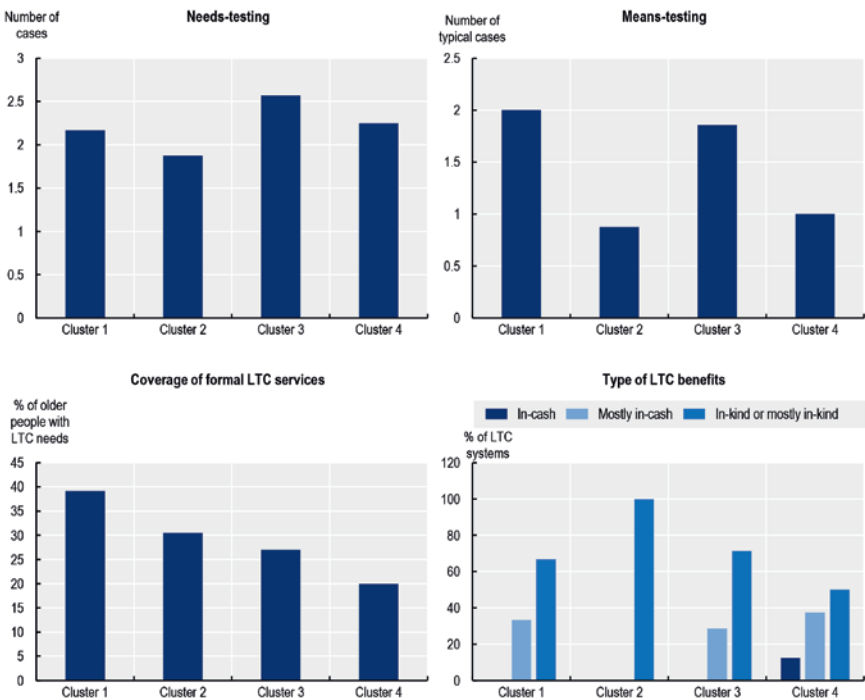 Needs-testing
Number of
cases
3
2.5
2
1.5
1
0.5
0
Cluster 1 Cluster 2 Cluster 3 Cluster 4
Means-testing
Number of
typical cases
2.5
2
1.5
1
0.5
0
Cluster 1 Cluster 2 Cluster 3 Cluster 4
Coverage of formal LTC services
% of older
people with
LTC needs
45
40
35
30
25
20
15
10
5
0
Cluster 1 Cluster 2 Cluster 3 Cluster 4
Type of LTC benefits
In-cash Mostly in-cash In-kind or mostly in-kind
% of LTC
systems
120
100
80
60
40
20
0
Cluster 1 Cluster 2 Cluster 3 Cluster 4